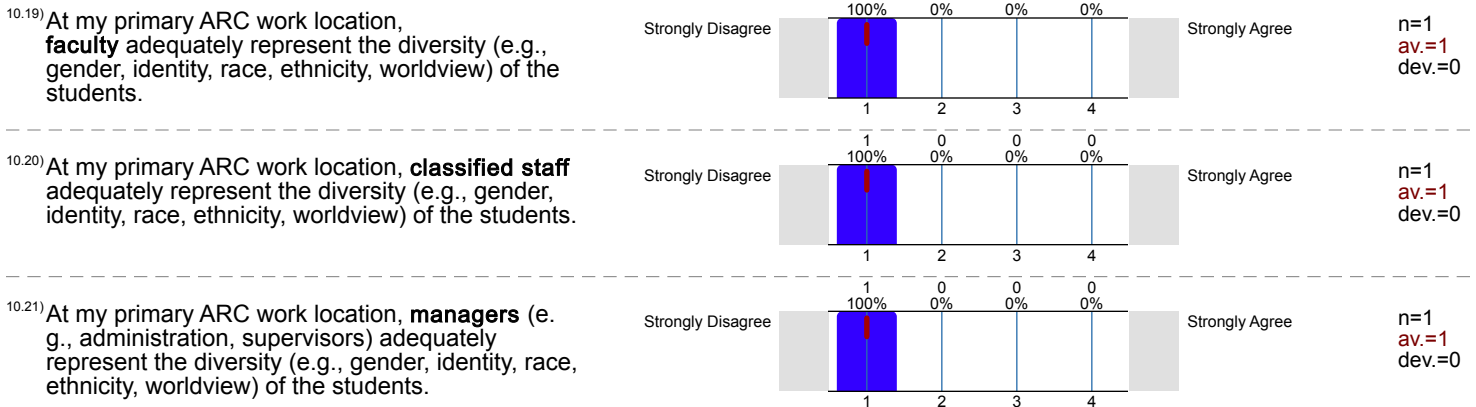 100% 0% 0% 0%
10.19) At my primary ARC work location,
faculty adequately represent the diversity (e.g.,
gender, identity, race, ethnicity, worldview) of the
students.
Strongly Disagree
Strongly Agree
n=1
av.=1
dev.=0
1 2 3 4
1 0 0 0
100% 0% 0% 0%
10.20) At my primary ARC work location, classified staff
adequately represent the diversity (e.g., gender,
identity, race, ethnicity, worldview) of the students.
Strongly Disagree
Strongly Agree
n=1
av.=1
dev.=0
1 2 3 4
1 0 0 0
100% 0% 0% 0%
10.21) At my primary ARC work location, managers (e.
g., administration, supervisors) adequately
represent the diversity (e.g., gender, identity, race,
ethnicity, worldview) of the students.
Strongly Disagree
Strongly Agree
n=1
av.=1
dev.=0
1 2 3 4